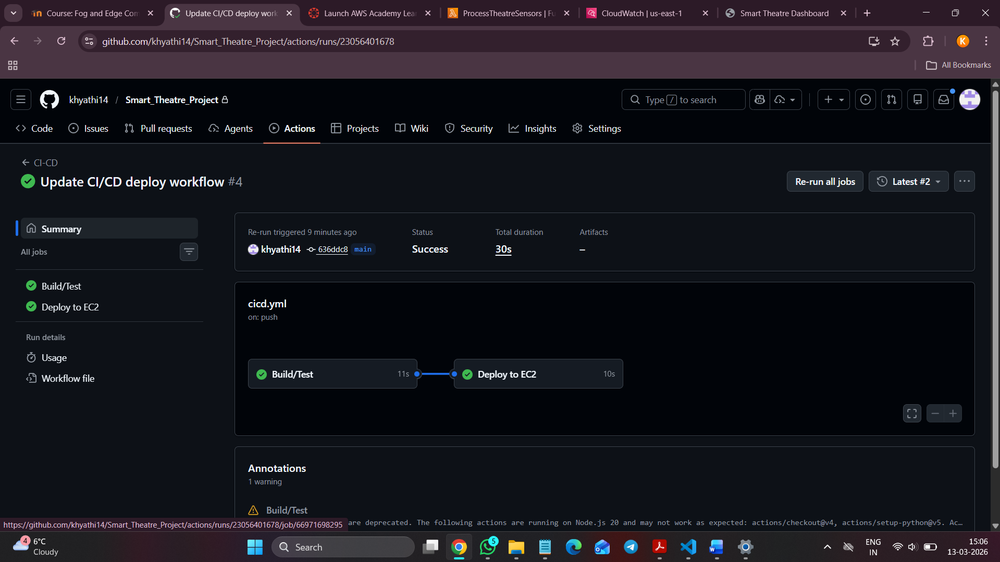 Course: Fog and Edge Com
Update CI/CD deploy work
Launch AWS Academy Lea
ProcessTheatreSensors | Fu
CloudWatch | us-east-1
Smart Theatre Dashboard
github.com/khyathi14/Smart_Theatre_Project/actions/runs/23056401678
K
All Bookmarks
khyathi14 / Smart_Theatre_Project
Type / to search
Code
Issues
Pull requests
Agents
Actions
Projects
Wiki
Security
Insights
Settings
CI-CD
Update CI/CD deploy workflow #4
Re-run all jobs
Latest #2
Summary
All jobs
Build/Test
Deploy to EC2
Run details
Usage
Workflow file
Re-run triggered 9 minutes ago
khyathi14 636ddc8 main
Status
Success
Total duration
30s
Artifacts
–
cicd.yml
on: push
Build/Test 11s
Deploy to EC2 10s
Annotations
1 warning
Build/Test
are deprecated. The following actions are running on Node.js 20 and may not work as expected: actions/checkout@v4, actions/setup-python@v5. Ac…
https://github.com/khyathi14/Smart_Theatre_Project/actions/runs/23056401678/job/66971698295
4
6°C
Cloudy
Search
5
ENG
IN
15:06
13-03-2026